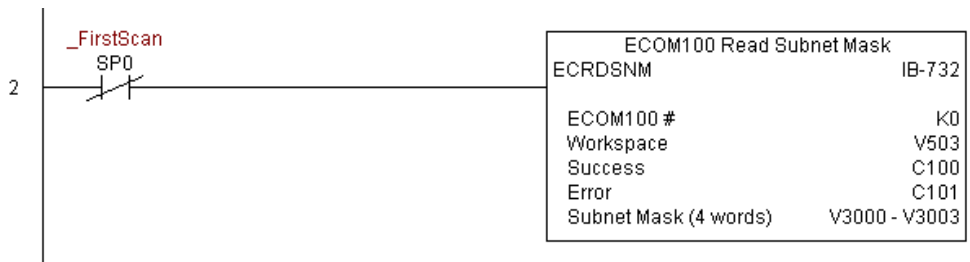 _FirstScan
SP0
2
ECOM100 Read Subnet Mask
ECRDSNM IB-732
ECOM100 # K0
Workspace V503
Success C100
Error C101
Subnet Mask (4 words) V3000 - V3003